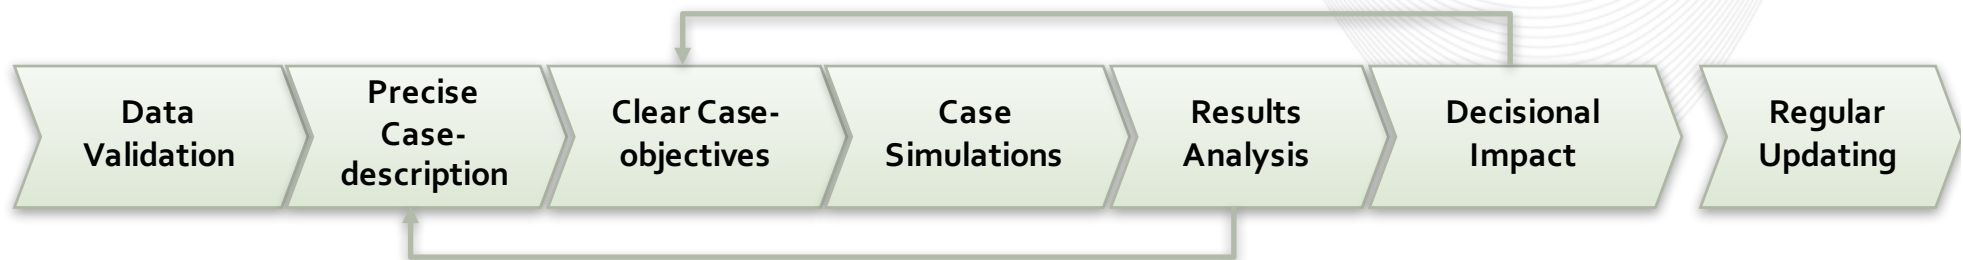 Data
Validation
Precise
Case-
description
Clear Case-
objectives
Case
Simulations
Results
Analysis
Decisional
Impact
Regular
Updating